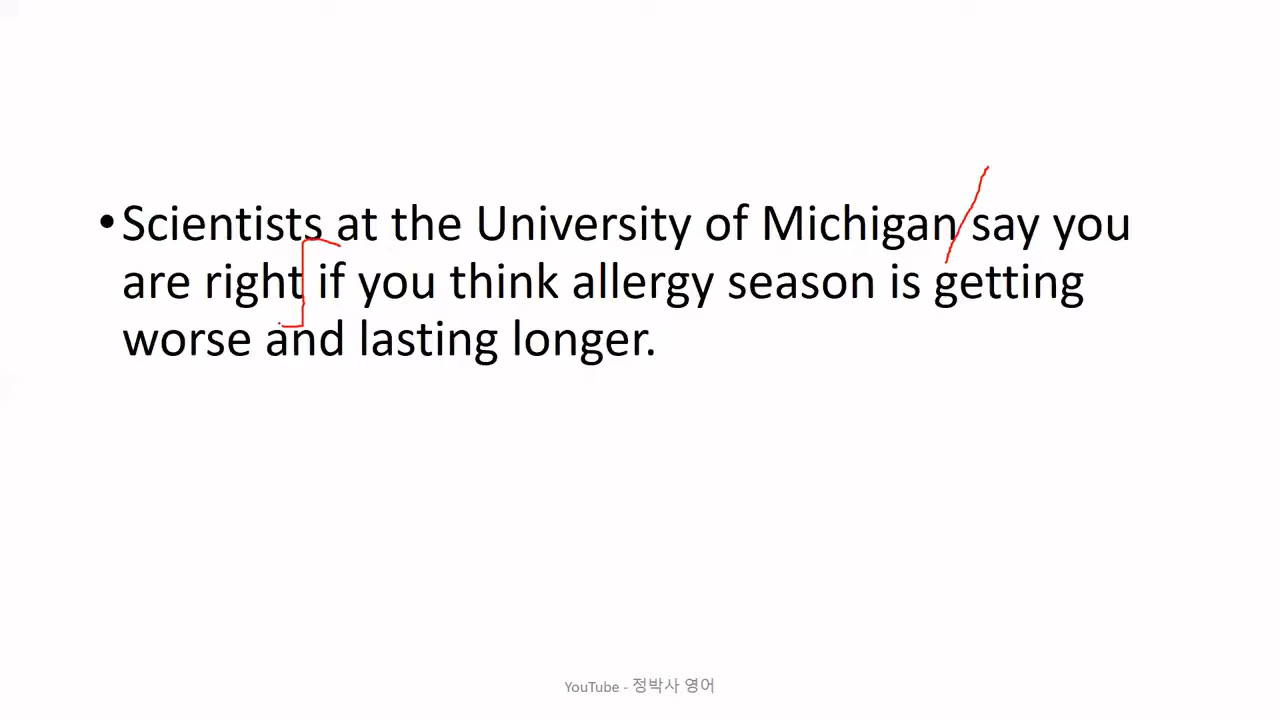 •Scientists at the University of Michigan say you
are right if you think allergy season is getting
worse and lasting longer.
YouTube - 정박사 영어